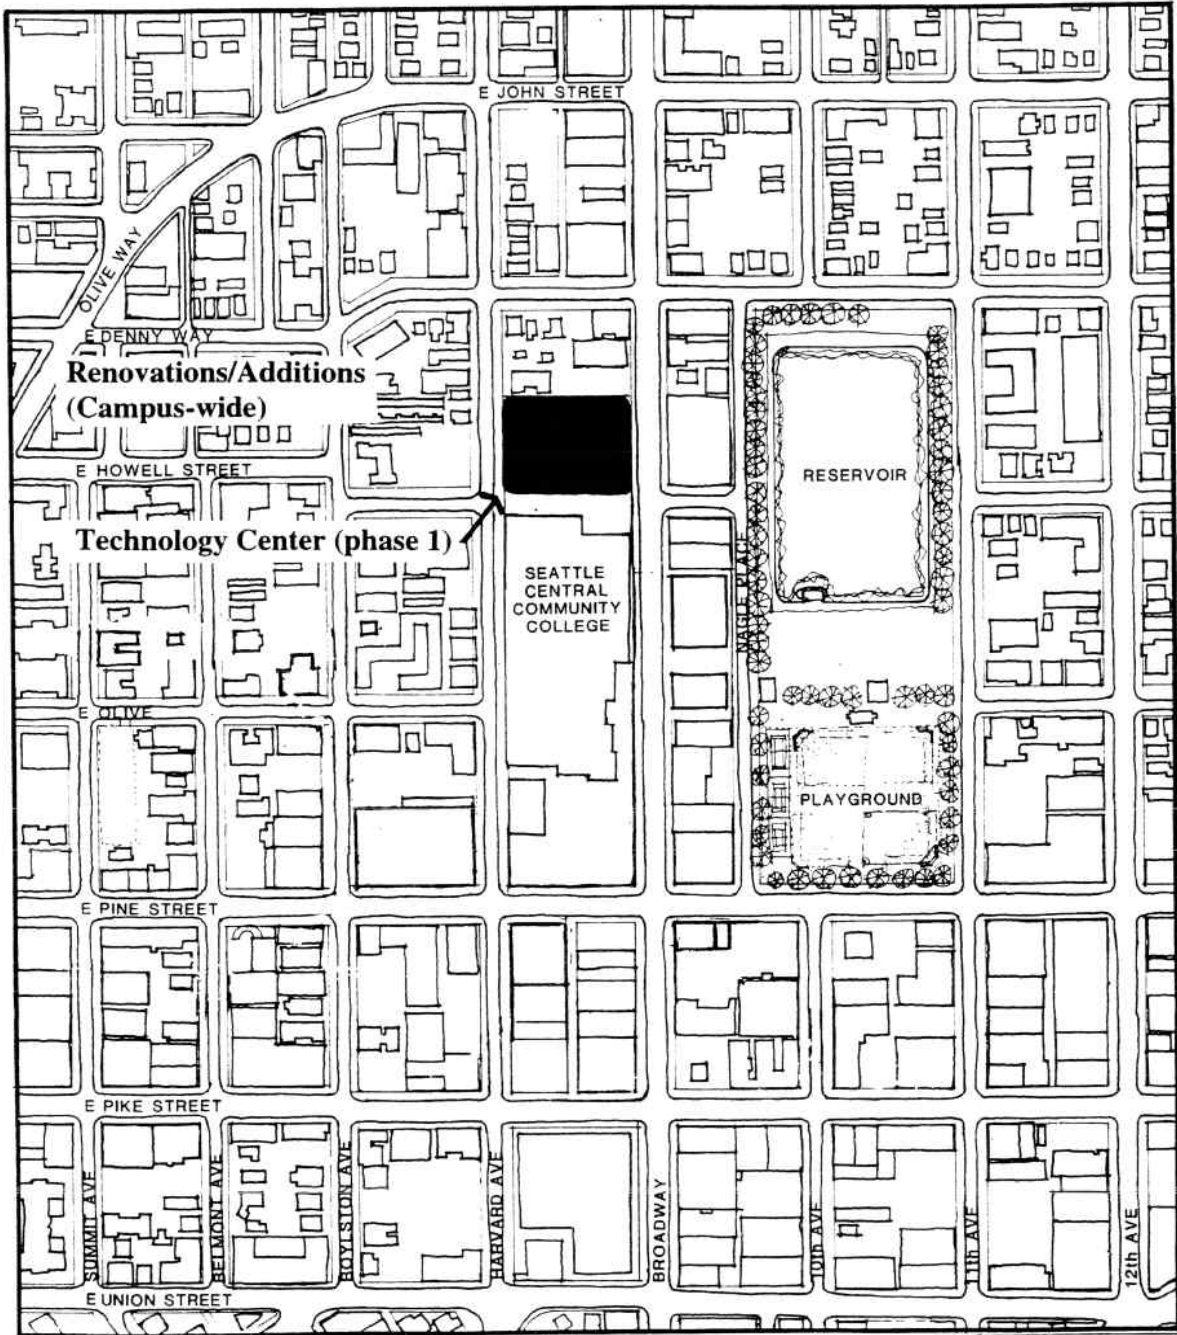 E JOHN STREET
OLIVE WAY
E DENNY WAY
Renovations/Additions
(Campus-wide)
E HOWELL STREET
RESERVOIR
Technology Center (phase 1)
NAGLE PLACE
SEATTLE
CENTRAL
COMMUNITY
COLLEGE
E OLIVE
PLAYGROUND
E PINE STREET
E PIKE STREET
SUMMIT AVE
BELMONT AVE
BOYLSTON AVE
HARVARD AVE
BROADWAY
10th AVE
11th AVE
12th AVE
E UNION STREET